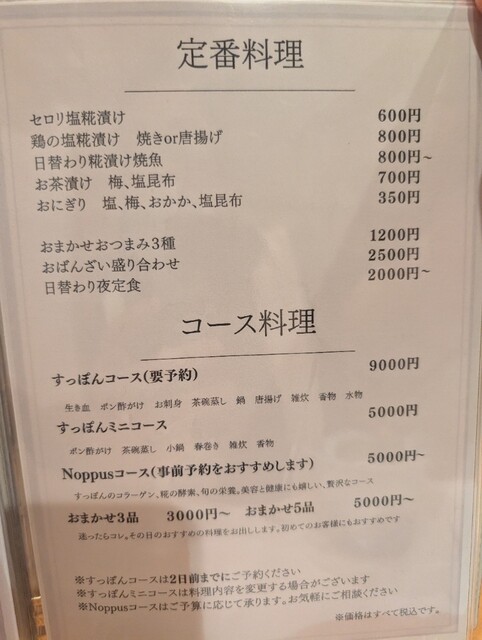 定番料理
セロリ塩糀漬け 600円
鶏の塩糀漬け 焼きor唐揚げ 800円
日替わり糀漬け焼魚 800円~
お茶漬け 梅、塩昆布 700円
おにぎり 塩、梅、おかか、塩昆布 350円
おまかせおつまみ3種 1200円
おばんざい盛り合わせ 2500円
日替わり夜定食 2000円~
コース料理
すっぽんコース(要予約) 9000円
生き血 ポン酢がけ お刺身 茶碗蒸し 鍋 唐揚げ 雑炊 香物 水物
すっぽんミニコース 5000円
ポン酢がけ 茶碗蒸し 小鍋 春巻き 雑炊 香物
Noppusコース(事前予約をおすすめします) 5000円~
すっぽんのコラーゲン、糀の酵素、旬の栄養。美容と健康にも嬉しい、贅沢なコース
おまかせ3品 3000円~ おまかせ5品 5000円~
迷ったらコレ。その日のおすすめの料理をお出しします。初めてのお客様にもおすすめです
※すっぽんコースは2日前までにご予約ください
※すっぽんミニコースは料理内容を変更する場合がございます
※Noppusコースはご予算に応じて承ります。お気軽にご相談ください
※価格はすべて税込です。